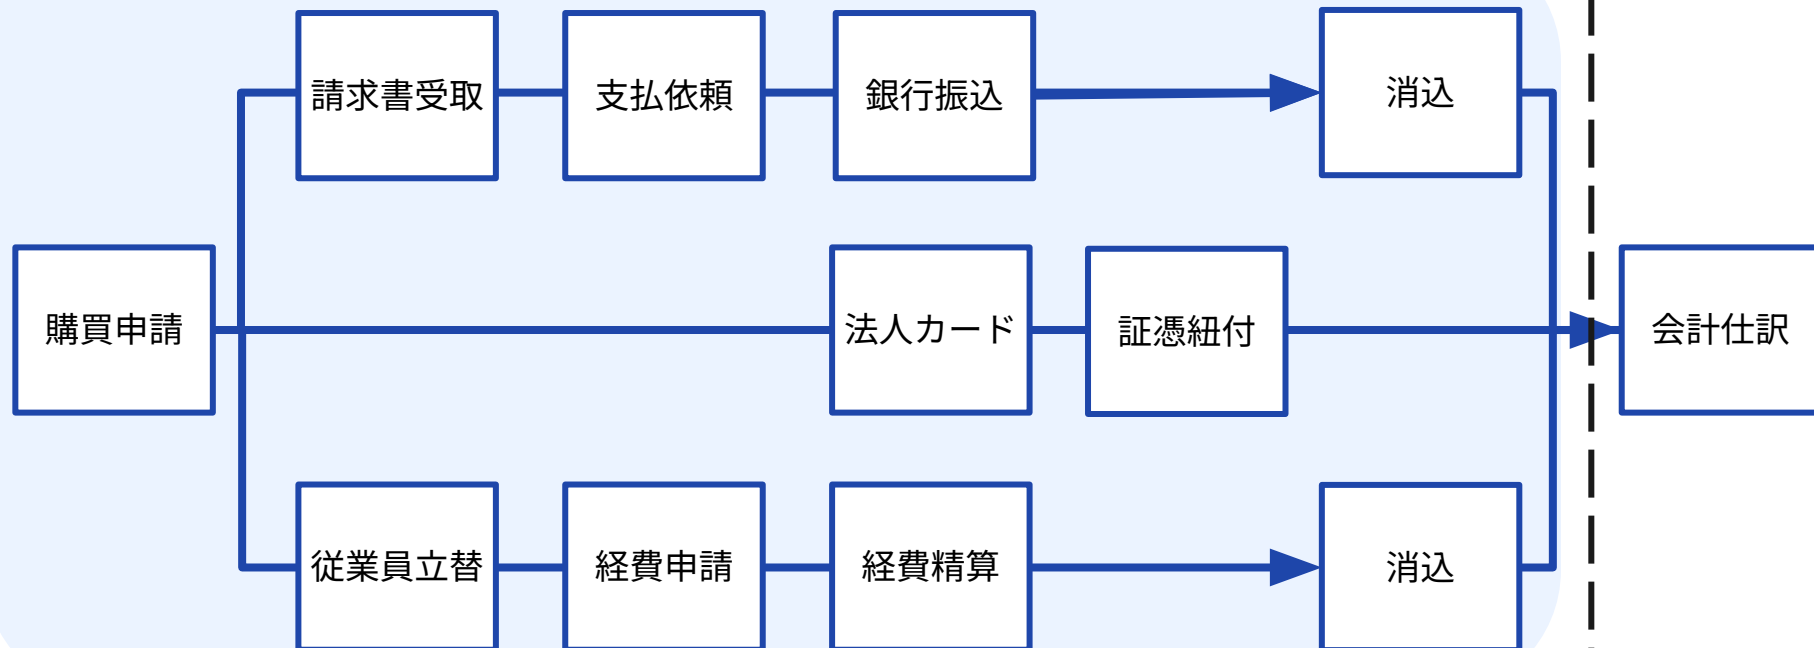 請求書受取
支払依頼
銀行振込
消込
購買申請
法人カード
証憑紐付
会計仕訳
従業員立替
経費申請
経費精算
消込